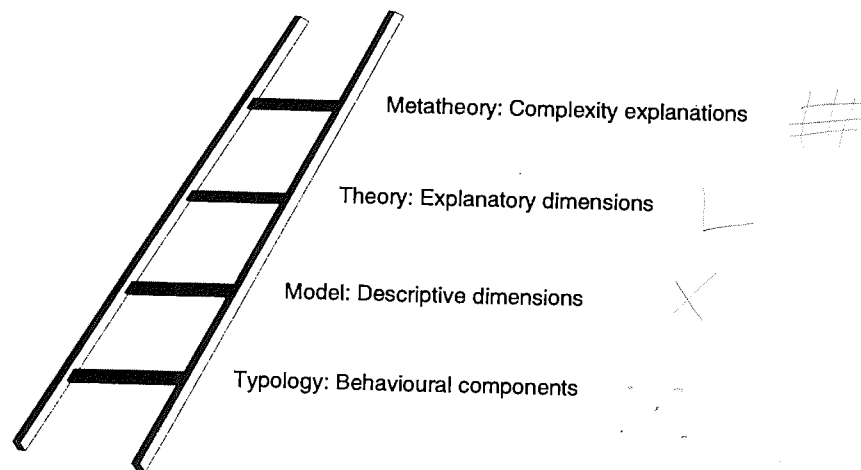 Metatheory: Complexity explanations
Theory: Explanatory dimensions
Model: Descriptive dimensions
Typology: Behavioural components